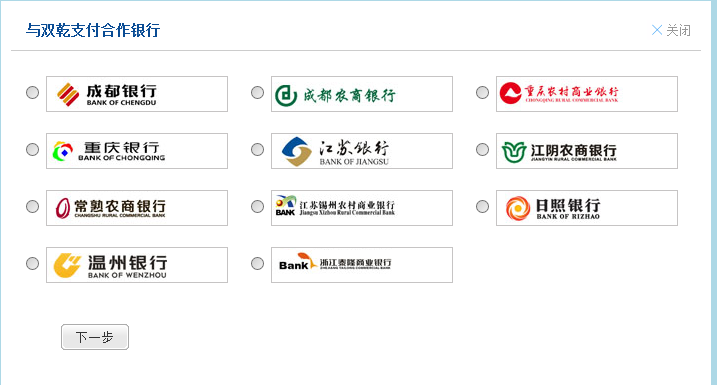 与双乾支付合作银行
关闭
成都银行
BANK OF CHENGDU
成都农商银行
重庆农村商业银行
CHONGQING RURAL COMMERCIAL BANK
重庆银行
BANK OF CHONGQING
江苏银行
BANK OF JIANGSU
江阴农商银行
JIANGYIN RURAL COMMERCIAL BANK
常熟农商银行
CHANGSHU RURAL COMMERCIAL BANK
BANK
江苏锡州农村商业银行
Jiangsu Xizhou Rural Commercial Bank
日照银行
BANK OF RIZHAO
温州银行
BANK OF WENZHOU
Bank
浙江泰隆商业银行
ZHEJIANG TAILONG COMMERCIAL BANK
下一步